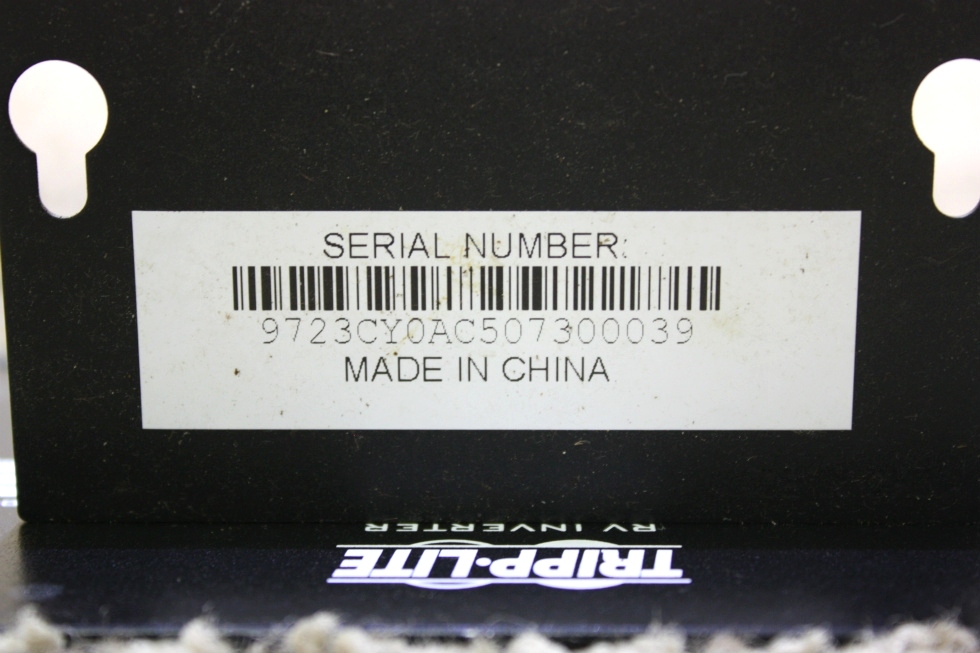 SERIAL NUMBER:
9723CY0AC507300039
MADE IN CHINA
RV INVERTER
TRIPP·LITE